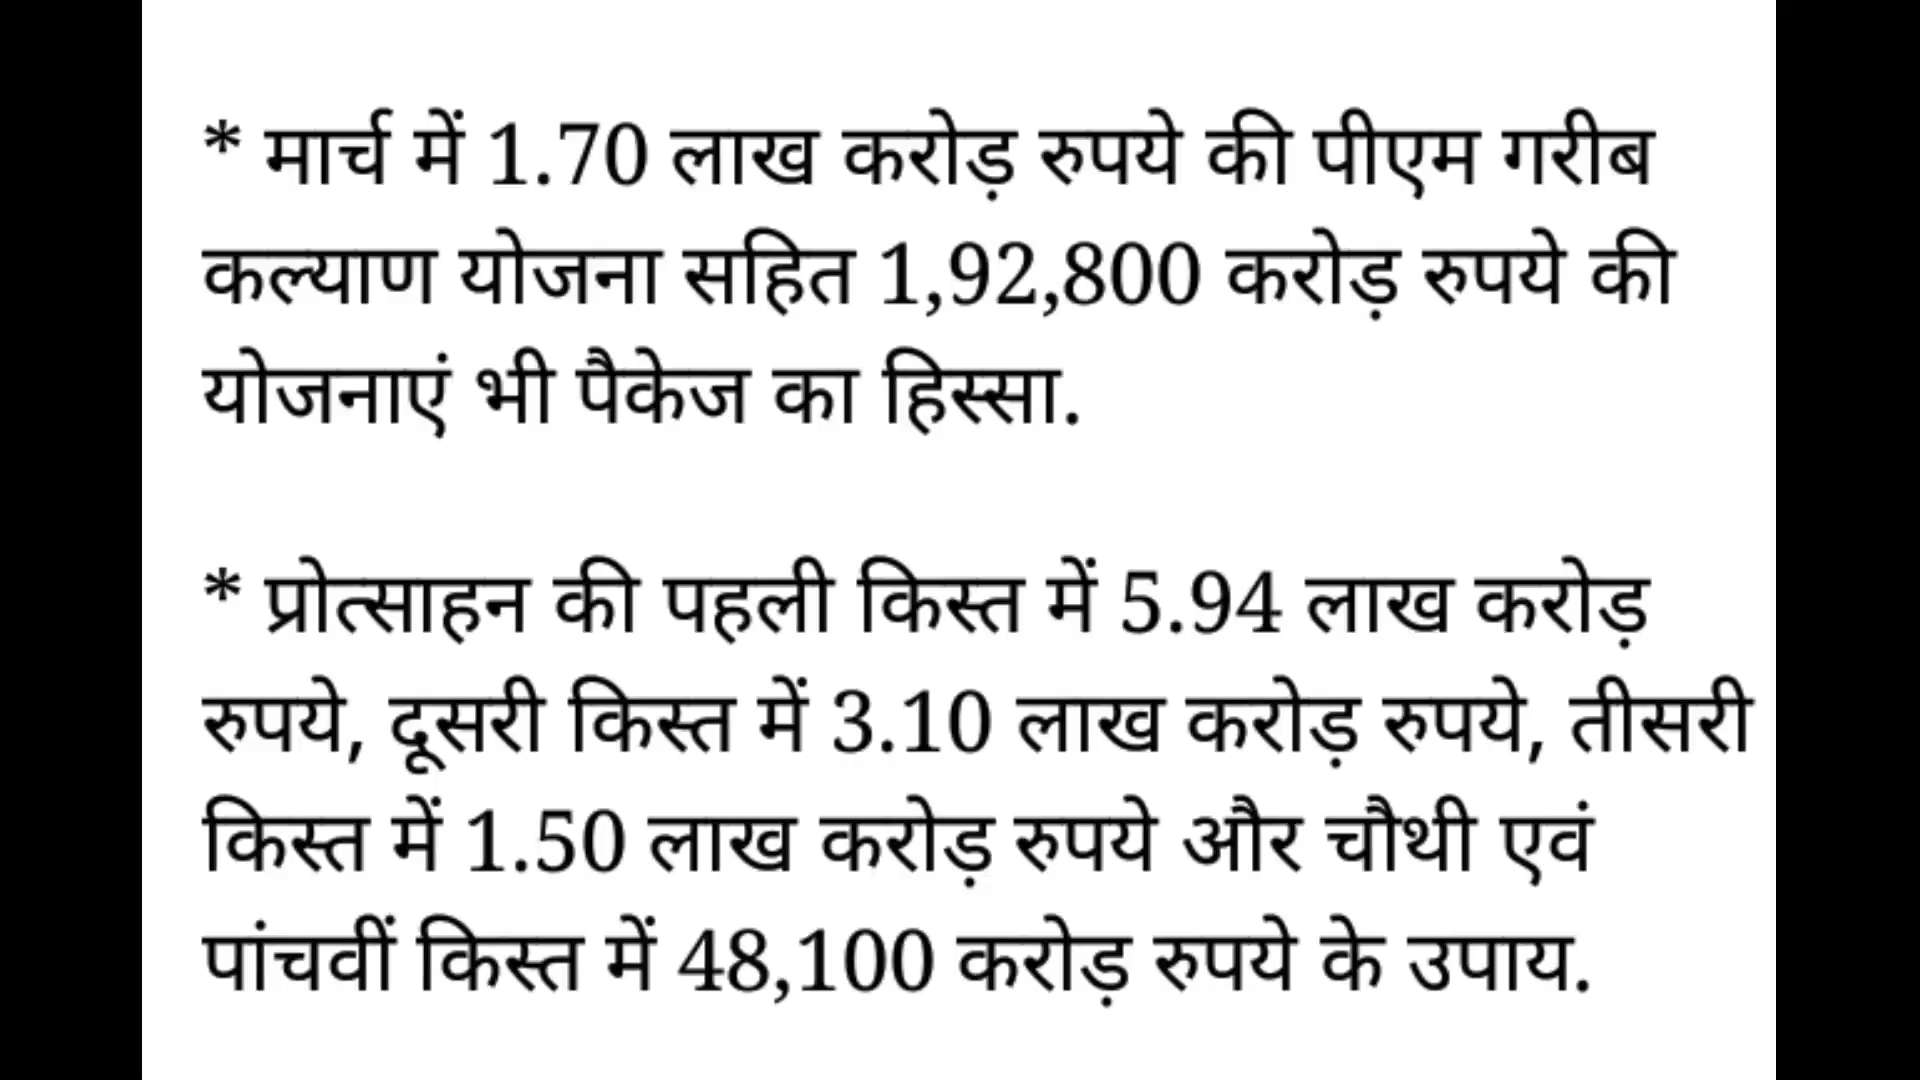 * मार्च में 1.70 लाख करोड़ रुपये की पीएम गरीब
कल्याण योजना सहित 1,92,800 करोड़ रुपये की
योजनाएं भी पैकेज का हिस्सा.
* प्रोत्साहन की पहली किस्त में 5.94 लाख करोड़
रुपये, दूसरी किस्त में 3.10 लाख करोड़ रुपये, तीसरी
किस्त में 1.50 लाख करोड़ रुपये और चौथी एवं
पांचवीं किस्त में 48,100 करोड़ रुपये के उपाय.